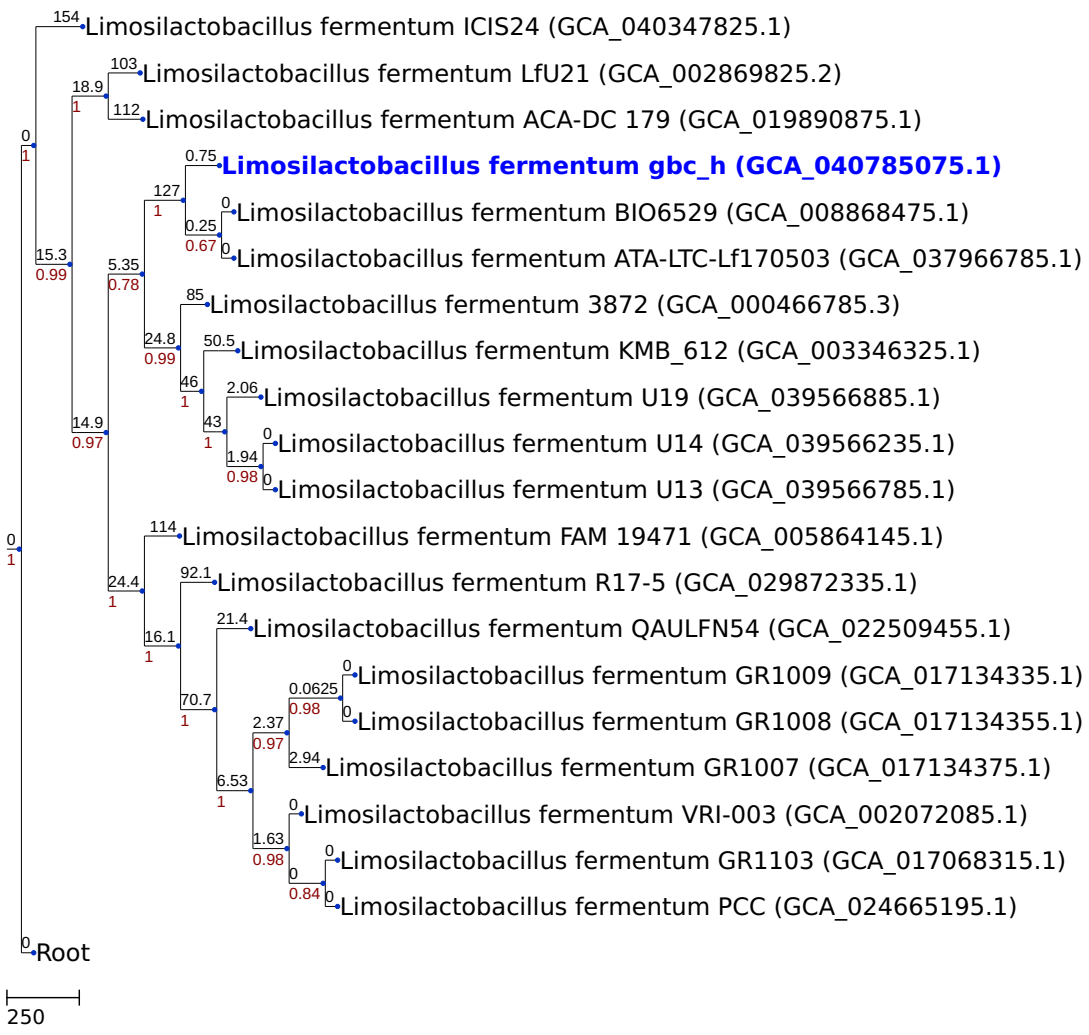 154 Limosilactobacillus fermentum ICIS24 (GCA_040347825.1)
103 Limosilactobacillus fermentum LfU21 (GCA_002869825.2)
18.9
1
112 Limosilactobacillus fermentum ACA-DC 179 (GCA_019890875.1)
0
1
0.75 Limosilactobacillus fermentum gbc_h (GCA_040785075.1)
127
1
0 Limosilactobacillus fermentum BIO6529 (GCA_008868475.1)
0.25
0.67
0 Limosilactobacillus fermentum ATA-LTC-Lf170503 (GCA_037966785.1)
15.3
0.99
5.35
0.78
85 Limosilactobacillus fermentum 3872 (GCA_000466785.3)
24.8
0.99
50.5 Limosilactobacillus fermentum KMB_612 (GCA_003346325.1)
46
1
2.06 Limosilactobacillus fermentum U19 (GCA_039566885.1)
43
1
14.9
0.97
0 Limosilactobacillus fermentum U14 (GCA_039566235.1)
1.94
0.98
0 Limosilactobacillus fermentum U13 (GCA_039566785.1)
114 Limosilactobacillus fermentum FAM 19471 (GCA_005864145.1)
0
1
92.1 Limosilactobacillus fermentum R17-5 (GCA_029872335.1)
24.4
1
21.4 Limosilactobacillus fermentum QAULFN54 (GCA_022509455.1)
16.1
1
0 Limosilactobacillus fermentum GR1009 (GCA_017134335.1)
0.0625
0.98
70.7
1
0 Limosilactobacillus fermentum GR1008 (GCA_017134355.1)
2.37
0.97
2.94 Limosilactobacillus fermentum GR1007 (GCA_017134375.1)
6.53
1
0 Limosilactobacillus fermentum VRI-003 (GCA_002072085.1)
1.63
0.98
0 Limosilactobacillus fermentum GR1103 (GCA_017068315.1)
0
0.84
0 Limosilactobacillus fermentum PCC (GCA_024665195.1)
0 Root
250